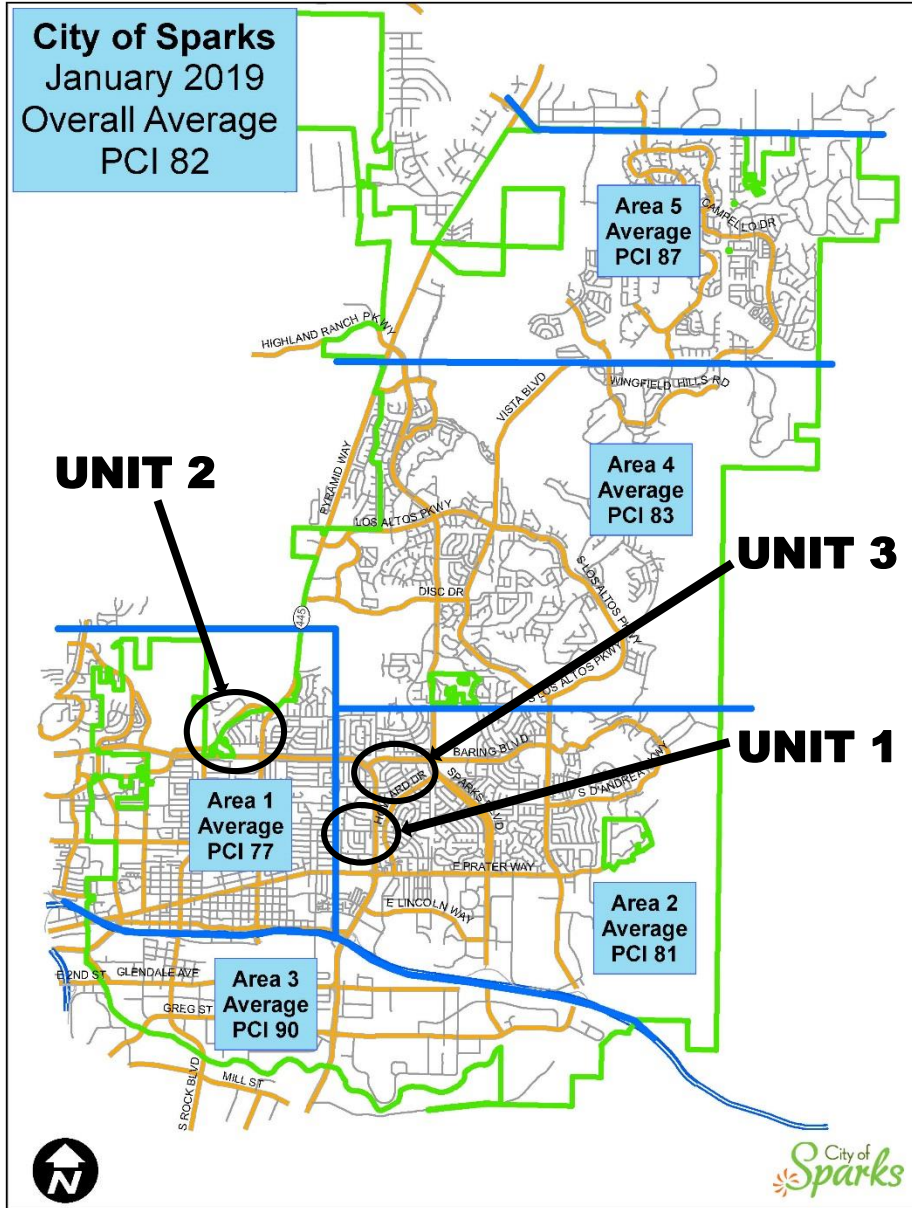 City of Sparks
January 2019
Overall Average
PCI 82
Area 5
Average
PCI 87
CAMPELLO DR
HIGHLAND RANCH PKWY
WINGFIELD HILLS RD
VISTA BLVD
UNIT 2
PYRAMID WAY
Area 4
Average
PCI 83
LOS ALTOS PKWY
UNIT 3
DISC DR
S LOS ALTOS PKWY
445
S LOS ALTOS PKWY
BARING BLVD
UNIT 1
SPARKS BLVD
S D'ANDREA PKWY
Area 1
Average
PCI 77
E PRATER WAY
E LINCOLN WAY
Area 2
Average
PCI 81
E 2ND ST
GLENDALE AVE
Area 3
Average
PCI 90
GREG ST
MILL ST
S ROCK BLVD
N
City of
Sparks